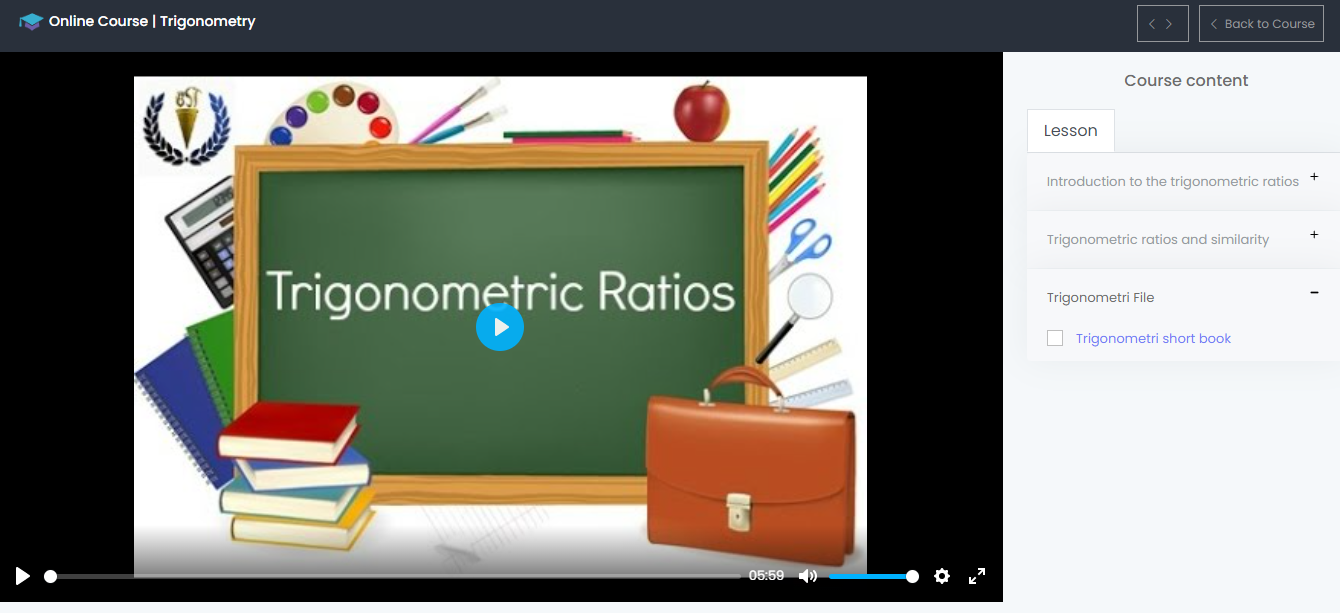 Online Course | Trigonometry
Back to Course
Trigonometric Ratios
05:59
Course content
Lesson
Introduction to the trigonometric ratios
Trigonometric ratios and similarity
Trigonometri File
Trigonometri short book